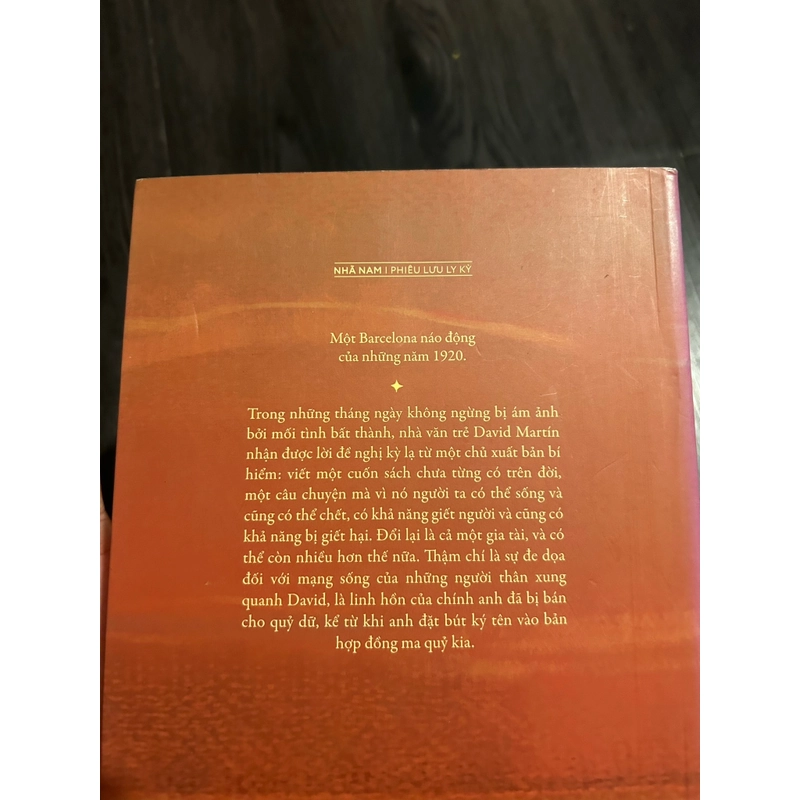 NHÃ NAM | PHIÊU LƯU LY KỲ
Một Barcelona náo động
của những năm 1920.
Trong những tháng ngày không ngừng bị ám ảnh
bởi mối tình bất thành, nhà văn trẻ David Martín
nhận được lời đề nghị kỳ lạ từ một chủ xuất bản bí
hiểm: viết một cuốn sách chưa từng có trên đời,
một câu chuyện mà vì nó người ta có thể sống và
cũng có thể chết, có khả năng giết người và cũng có
khả năng bị giết hại. Đổi lại là cả một gia tài, và có
thể còn nhiều hơn thế nữa. Thậm chí là sự đe dọa
đối với mạng sống của những người thân xung
quanh David, là linh hồn của chính anh đã bị bán
cho quỷ dữ, kể từ khi anh đặt bút ký tên vào bản
hợp đồng ma quỷ kia.